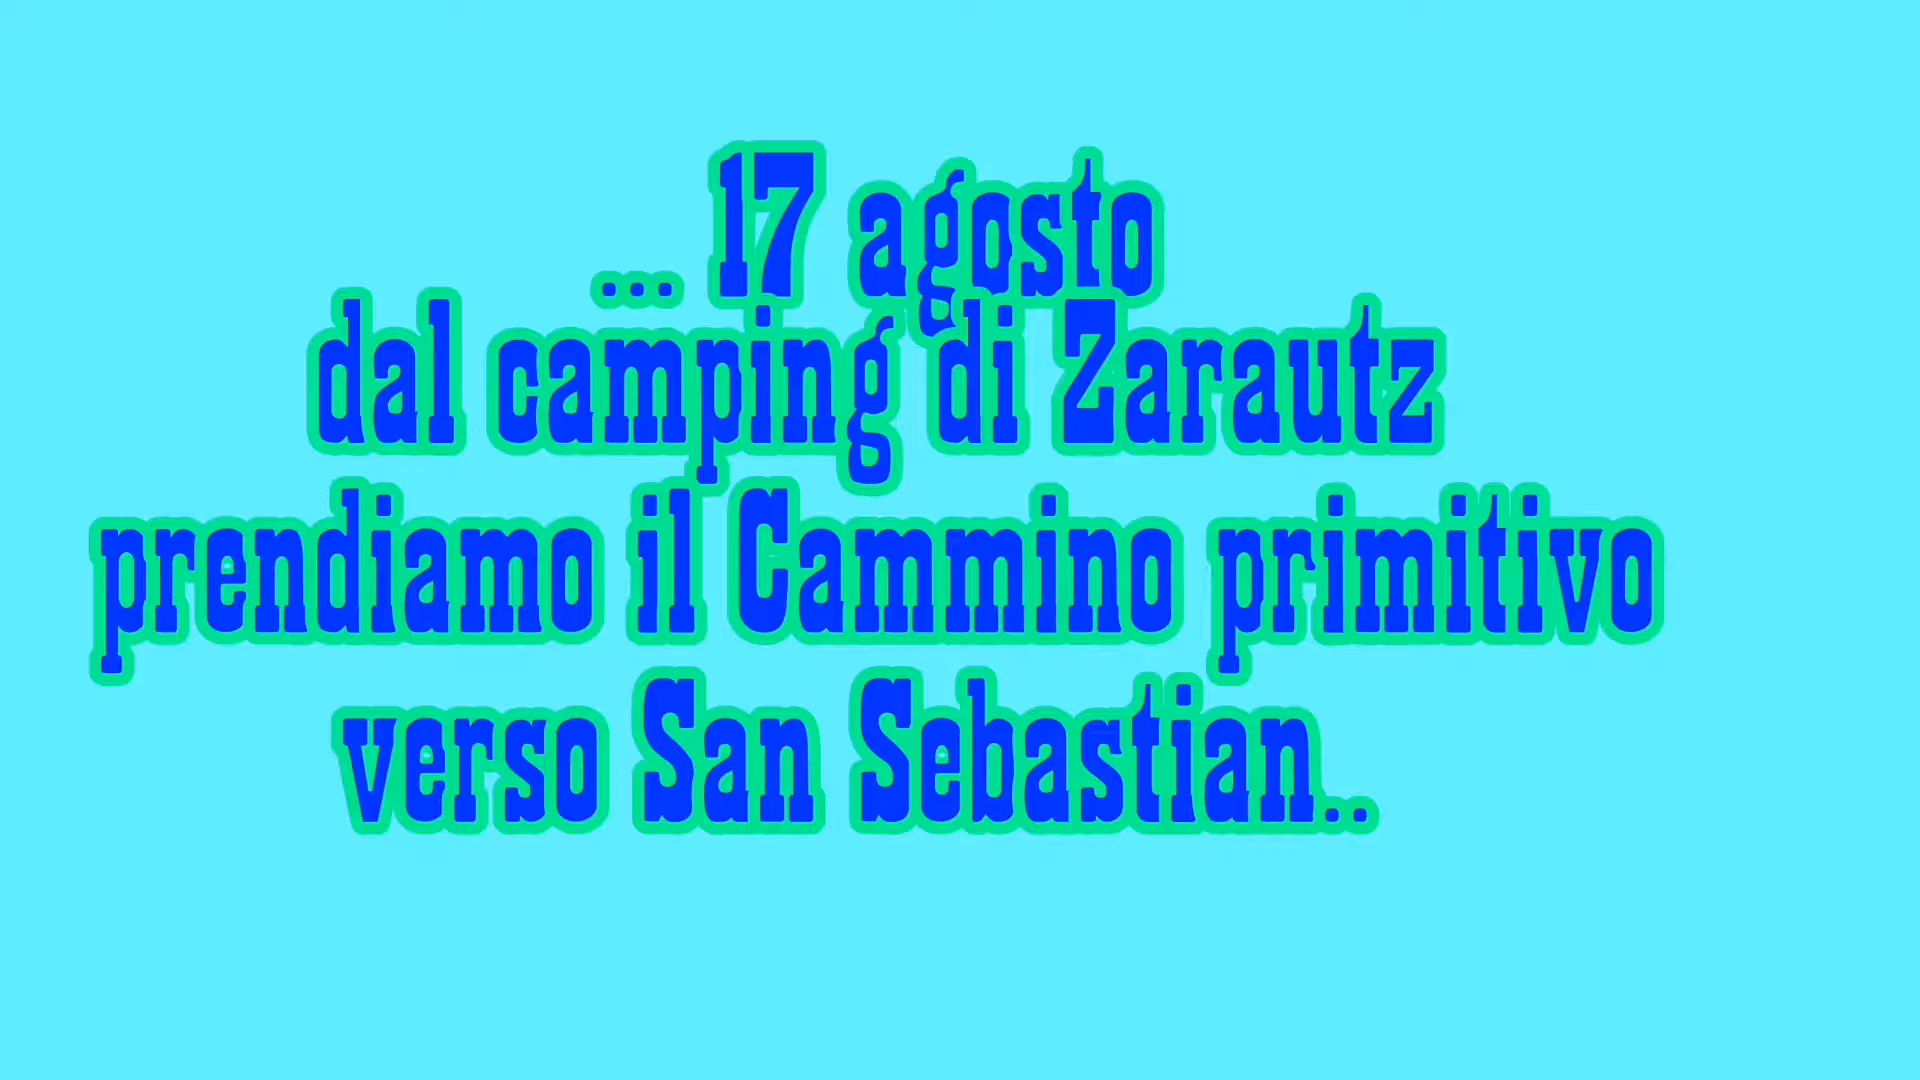 ... 17 agosto
dal camping di Zarautz
prendiamo il Cammino primitivo
verso San Sebastian..